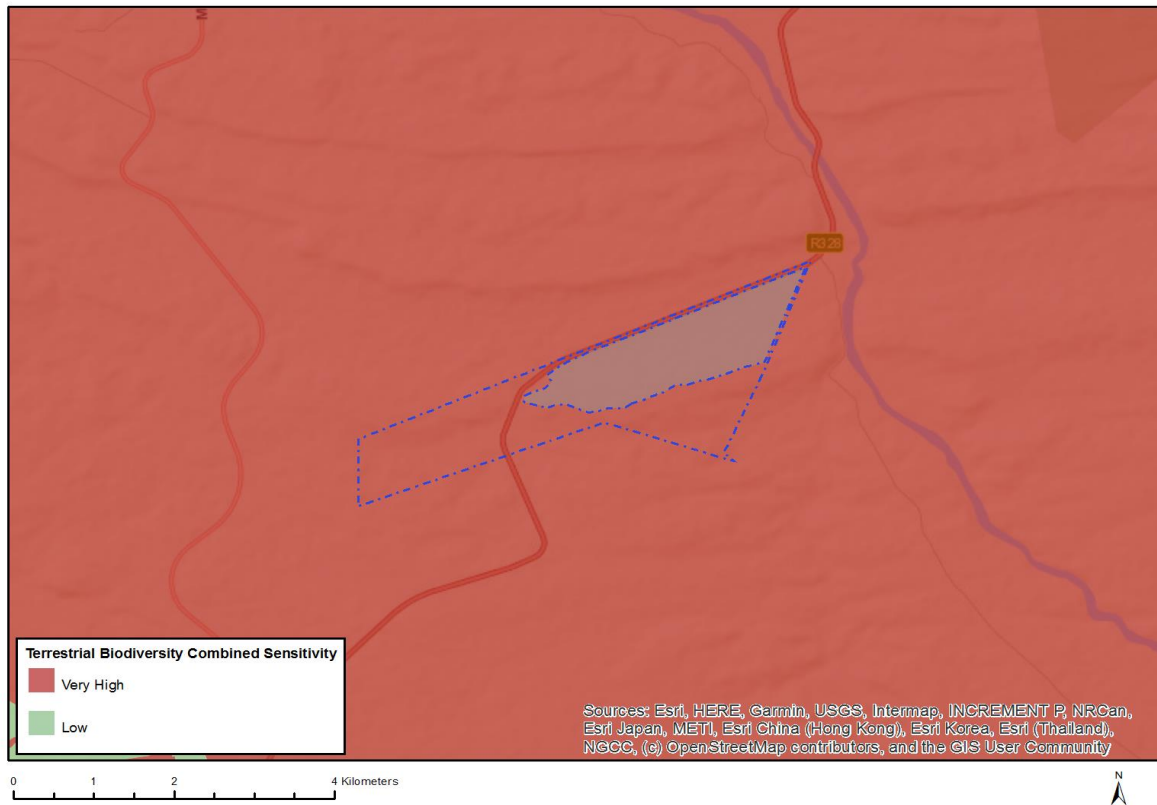 M
R328
Terrestrial Biodiversity Combined Sensitivity
Very High
Low
Sources: Esri, HERE, Garmin, USGS, Intermap, INCREMENT P, NRCan,
Esri Japan, METI, Esri China (Hong Kong), Esri Korea, Esri (Thailand),
NGCC, (c) OpenStreetMap contributors, and the GIS User Community
0 1 2 4 Kilometers
N